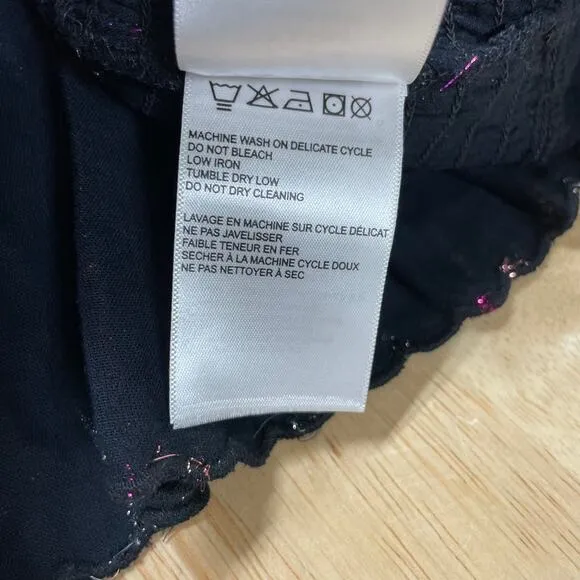 MACHINE WASH ON DELICATE CYCLE
DO NOT BLEACH
LOW IRON
TUMBLE DRY LOW
DO NOT DRY CLEANING
LAVAGE EN MACHINE SUR CYCLE DÉLICAT
NE PAS JAVELISSER
FAIBLE TENEUR EN FER
SECHER À LA MACHINE CYCLE DOUX
NE PAS NETTOYER À SEC